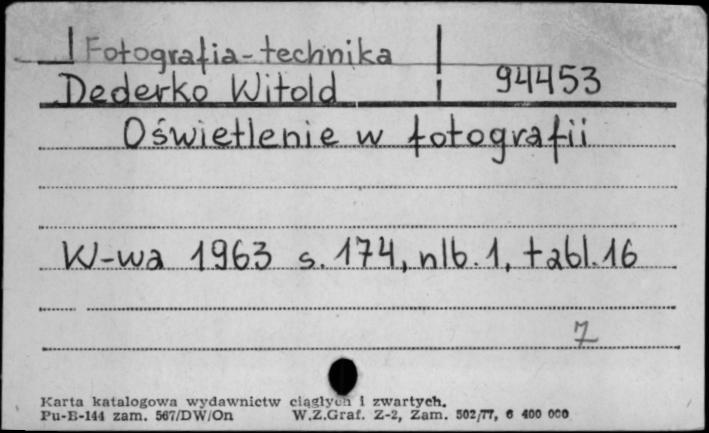 Fotografia-technika
Dederko Witold 94453
Oświetlenie w fotografii
W-wa 1963 s. 174, nlb. 1, tabl. 16
7
Karta katalogowa wydawnictw ciągłych i zwartych.
Pu-B-144 zam. 567/DW/On W.Z.Graf. Z-2, Zam. 502/77, 6 400 000